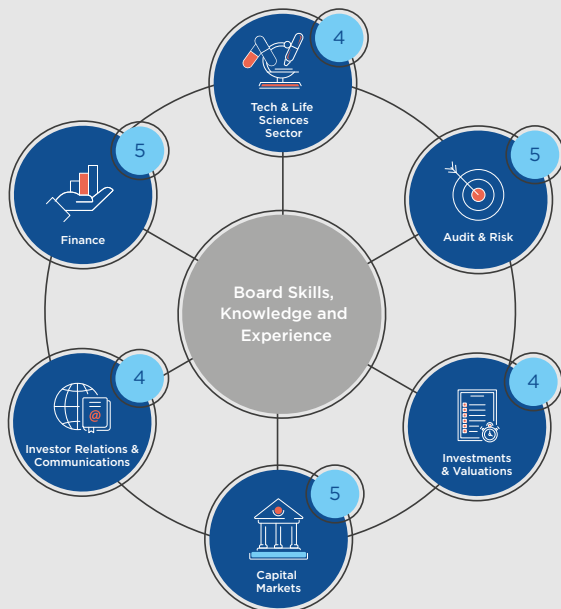 4
Tech & Life
Sciences
Sector
5
Finance
5
Audit & Risk
Board Skills,
Knowledge and
Experience
4
@
Investor Relations &
Communications
4
Investments
& Valuations
5
Capital
Markets